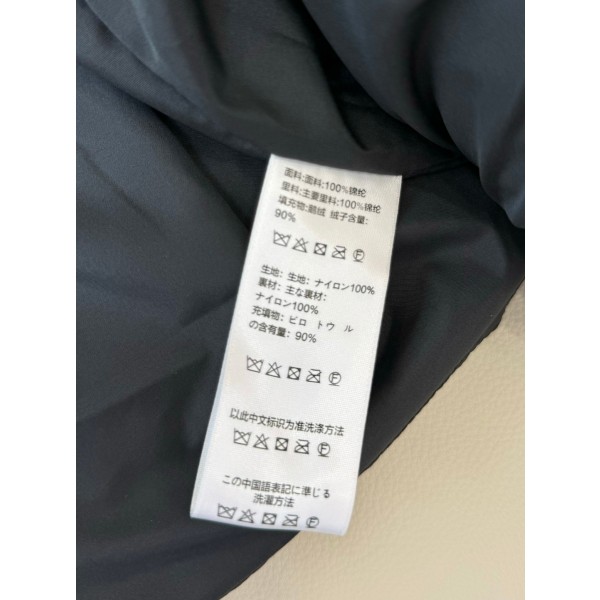 面料:面料:100%锦纶
里料:主要里料:100%锦纶
填充物:鹅绒 绒子含量:
90%
生地：生地：ナイロン100%
裏材：主な裏材：
ナイロン100%
充填物：ビロ トウ ル
の含有量：90%
以此中文标识为准洗涤方法
この中国語表記に準じる
洗濯方法